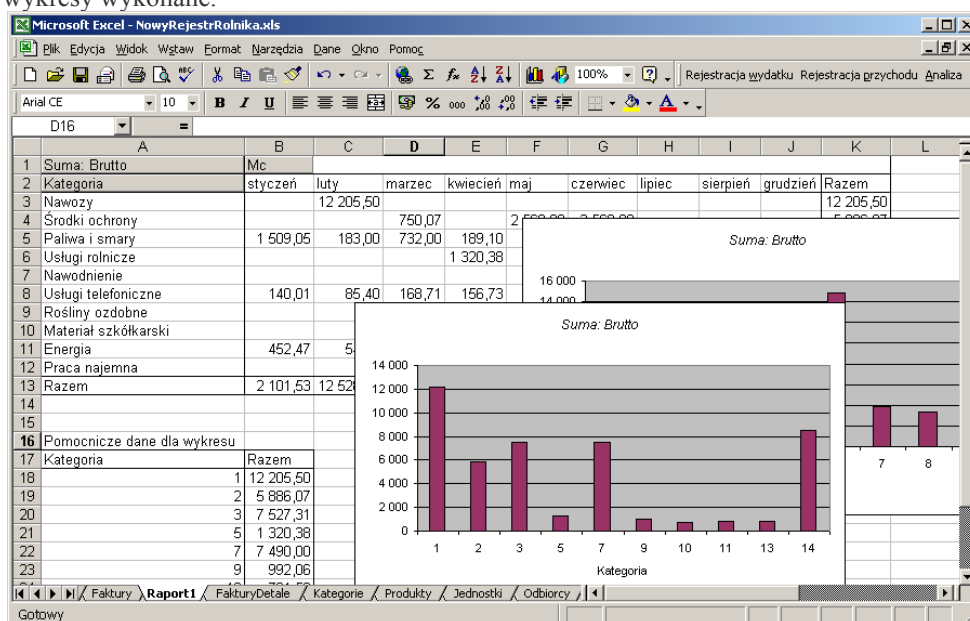 wykresy wykonane.
Microsoft Excel - NowyRejestrRolnika.xls
Plik Edycja Widok Wstaw Format Narzędzia Dane Okno Pomoc
100% Rejestracja wydatku Rejestracja przychodu Analiza
Arial CE 10 B I U % 000
D16 =
A B C D E F G H I J K L
1 Suma: Brutto Mc
2 Kategoria styczeń luty marzec kwiecień maj czerwiec lipiec sierpień grudzień Razem
3 Nawozy 12 205,50 12 205,50
4 Środki ochrony 750,07
5 Paliwa i smary 1 509,05 183,00 732,00 189,10
6 Usługi rolnicze 1 320,38
7 Nawodnienie
8 Usługi telefoniczne 140,01 85,40 168,71 156,73
9 Rośliny ozdobne
10 Materiał szkółkarski
11 Energia 452,47
12 Praca najemna
13 Razem 2 101,53
14
15
16 Pomocnicze dane dla wykresu
17 Kategoria Razem
18 1 12 205,50
19 2 5 886,07
20 3 7 527,31
21 5 1 320,38
22 7 7 490,00
23 9 992,06
Suma: Brutto
16 000
14 000
7 8
Suma: Brutto
14 000
12 000
10 000
8 000
6 000
4 000
2 000
0
1 2 3 5 7 9 10 11 13 14
Kategoria
Faktury Raport1 FakturyDetale Kategorie Produkty Jednostki Odbiorcy
Gotowy